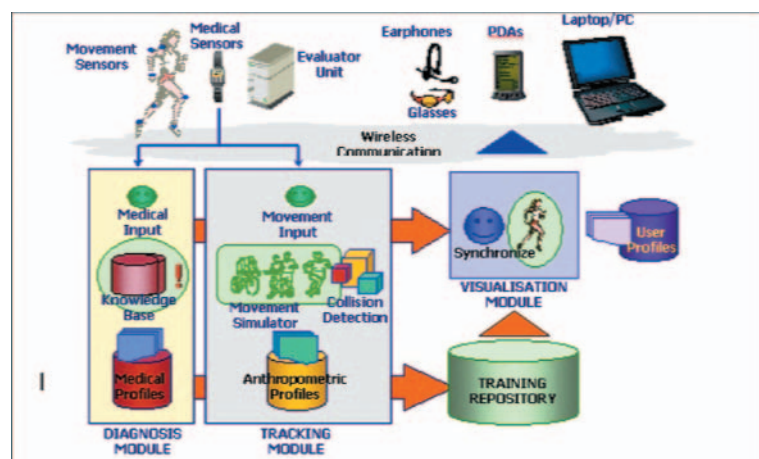 Movement
Sensors
Medical
Sensors
Evaluator
Unit
Earphones
Glasses
PDAs
Laptop/PC
Wireless
Communication
Medical
Input
Knowledge
Base
!
Medical
Profiles
DIAGNOSIS
MODULE
Movement
Input
Movement
Simulator
Collision
Detection
Anthropometric
Profiles
TRACKING
MODULE
Synchronize
VISUALISATION
MODULE
User
Profiles
TRAINING
REPOSITORY
I